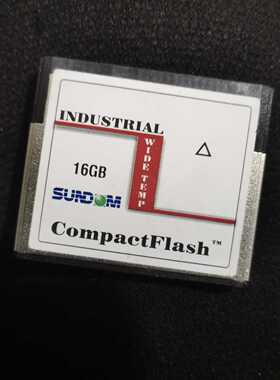 INDUSTRIAL
WIDE TEMP
16GB
SUNDOM
CompactFlash™